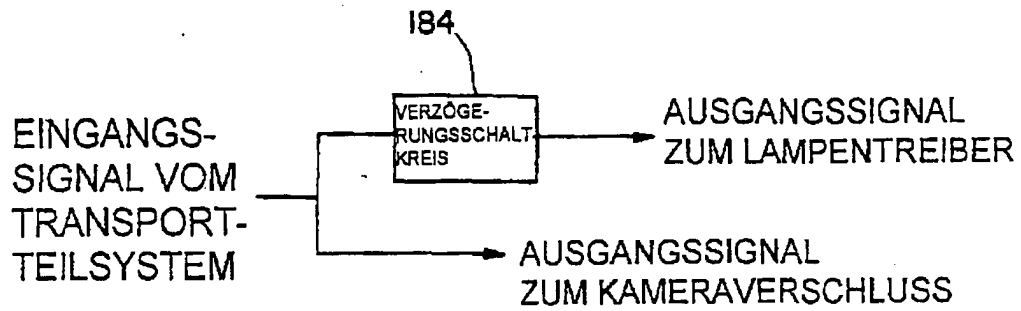 184
EINGANGS-
SIGNAL VOM
TRANSPORT-
TEILSYSTEM
VERZÖGE-
RUNGSSCHALT
KREIS
AUSGANGSSIGNAL
ZUM LAMPENTREIBER
AUSGANGSSIGNAL
ZUM KAMERAVERSCHLUSS